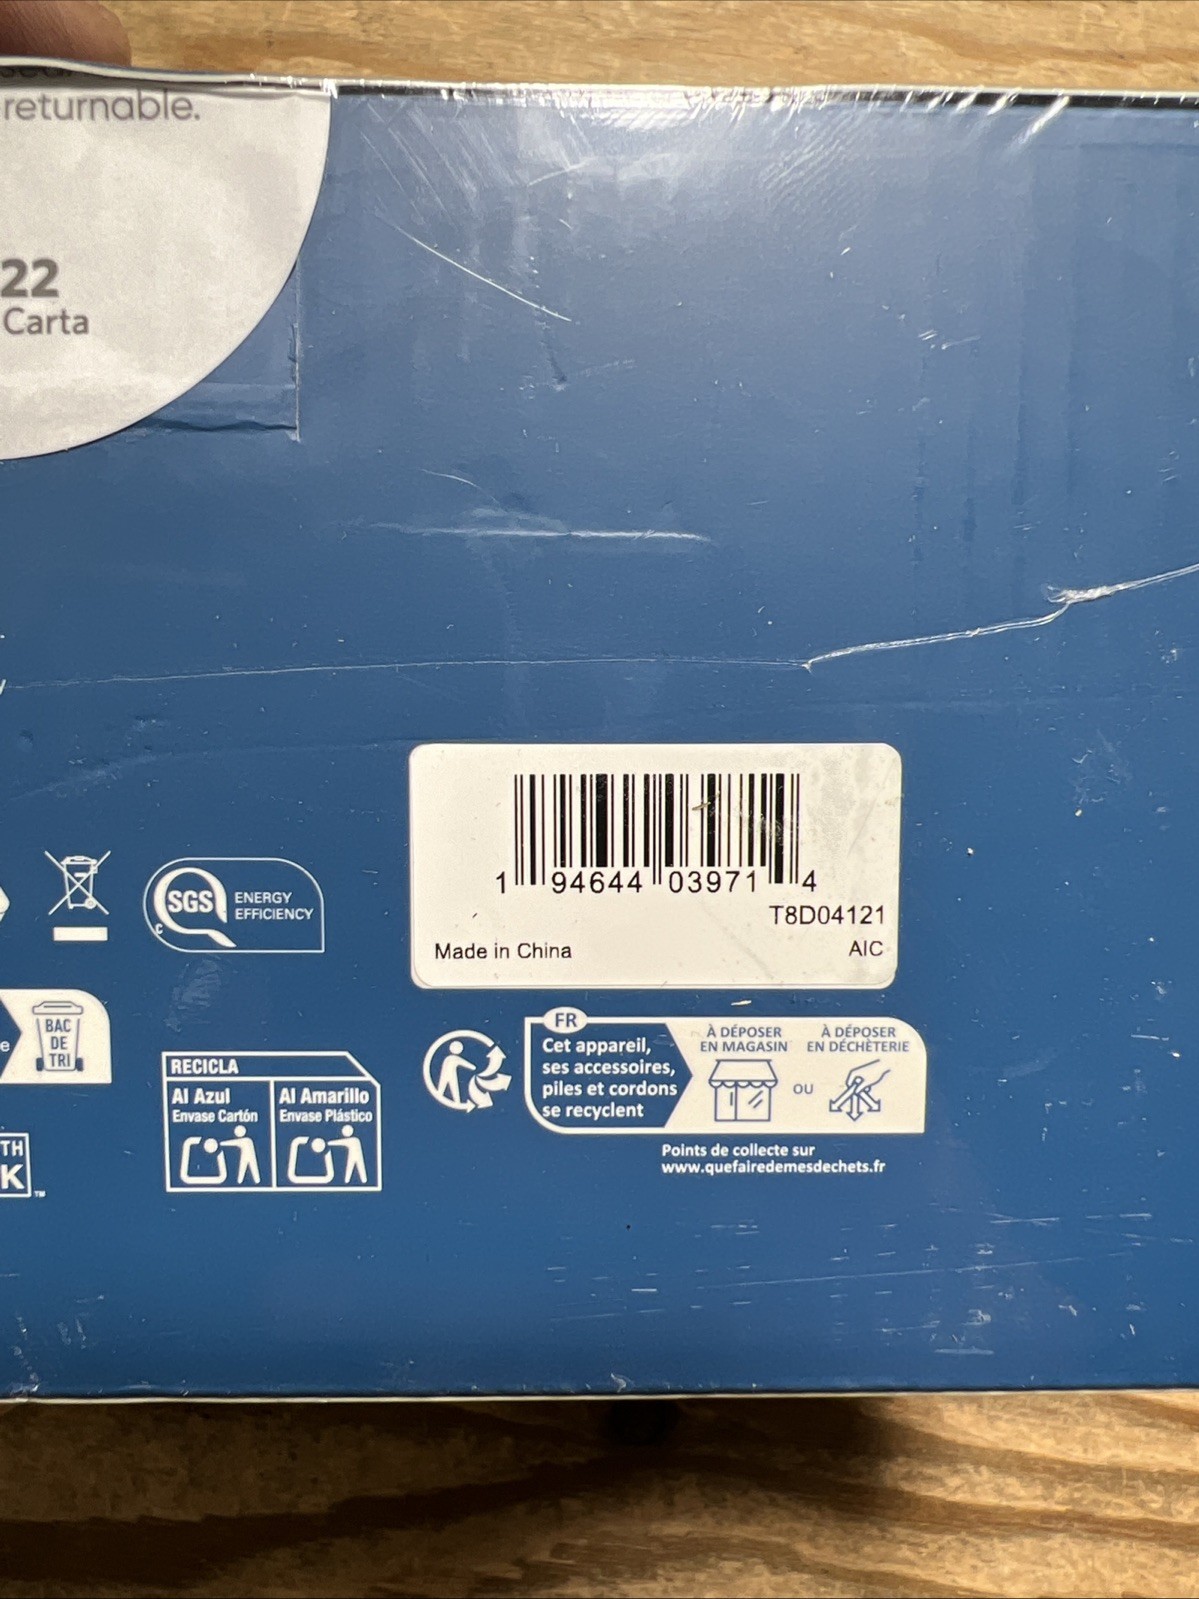 returnable.
22
Carta
1 94644 03971 4
T8D04121
Made in China
AIC
SGS
ENERGY
EFFICIENCY
C
BAC
DE
TRI
e
TH
K
™
RECICLA
Al Azul
Envase Cartón
Al Amarillo
Envase Plástico
FR
Cet appareil,
ses accessoires,
piles et cordons
se recyclent
À DÉPOSER
EN MAGASIN
OU
À DÉPOSER
EN DÉCHÈTERIE
Points de collecte sur
www.quefairedemesdechets.fr